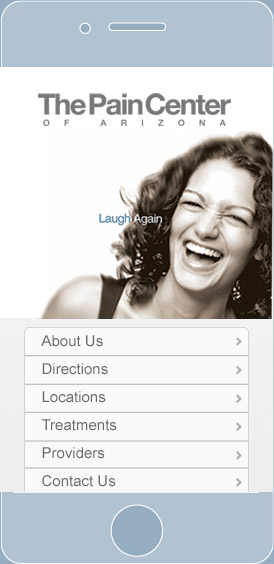 The Pain Center
OF ARIZONA
Laugh Again
About Us
Directions
Locations
Treatments
Providers
Contact Us